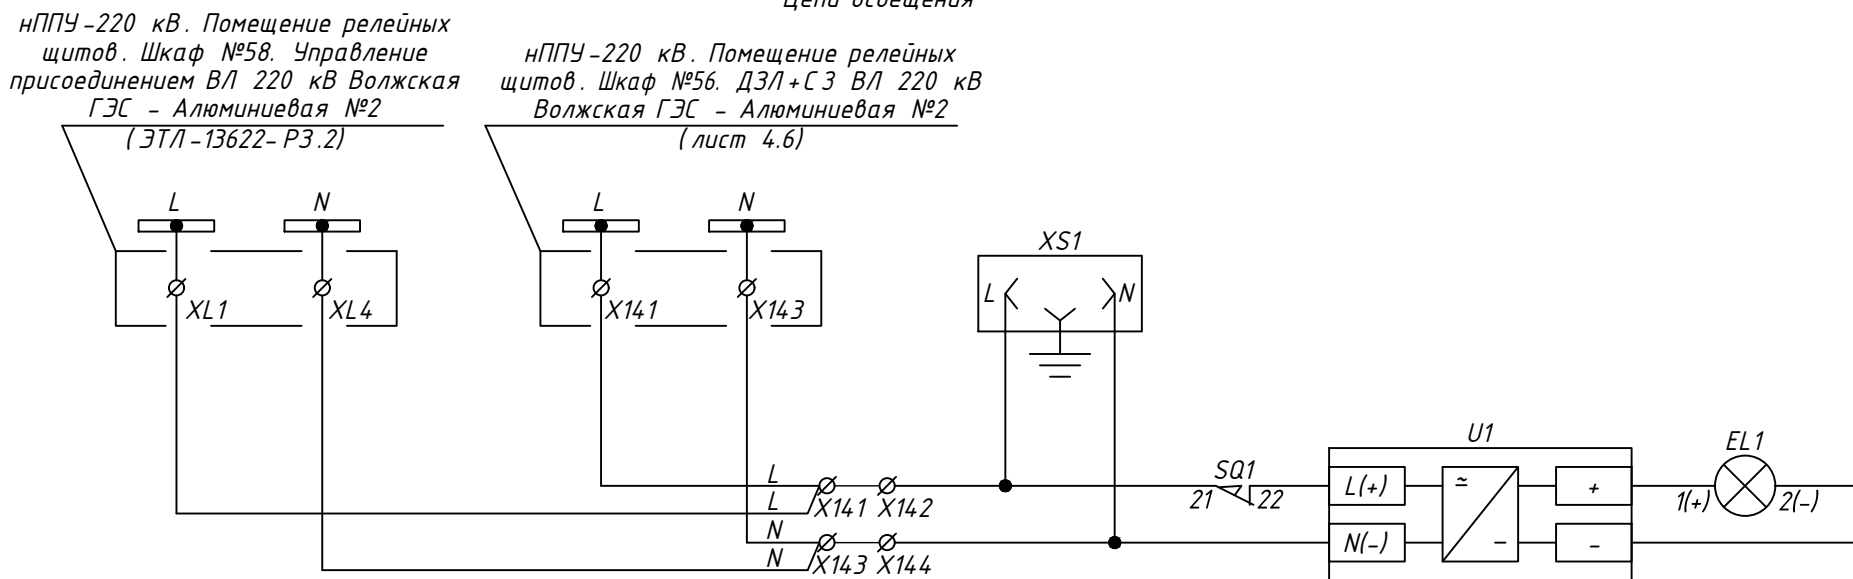 Цепи освещения
нППУ-220 кВ. Помещение релейных
щитов. Шкаф №58. Управление
присоединением ВЛ 220 кВ Волжская
ГЭС - Алюминиевая №2
(ЭТЛ-13622-РЗ.2)
нППУ-220 кВ. Помещение релейных
щитов. Шкаф №56. ДЗЛ+СЗ ВЛ 220 кВ
Волжская ГЭС - Алюминиевая №2
(лист 4.6)
L
N
L
N
XS1
L
N
XL1
XL4
X141
X143
U1
EL1
L
L
SQ1
21
22
L(+)
≃
+
1(+)
2(-)
X141
X142
N
N
N(-)
–
-
X143
X144